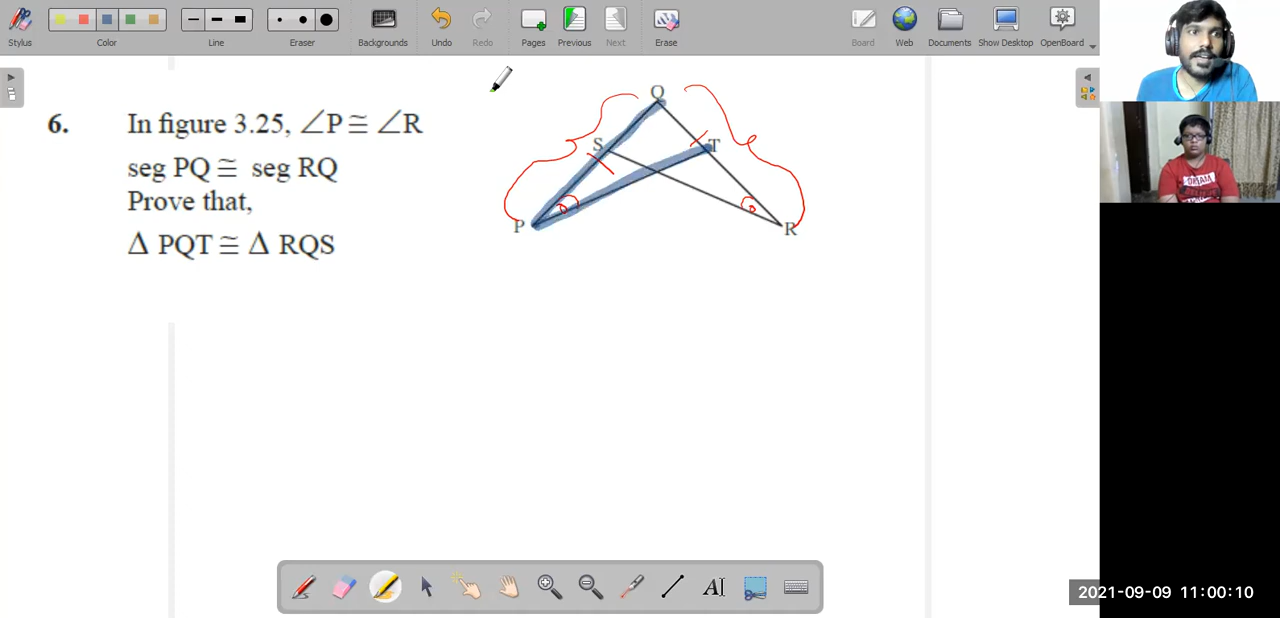 Stylus
Color
Line
Eraser
Backgrounds
Undo
Redo
Pages
Previous
Next
Erase
Board
Web
Documents
Show Desktop
OpenBoard
6. In figure 3.25, ∠P ≅ ∠R
seg PQ ≅ seg RQ
Prove that,
Δ PQT ≅ Δ RQS
Q
S
T
P
R
AI
2021-09-09 11:00:10